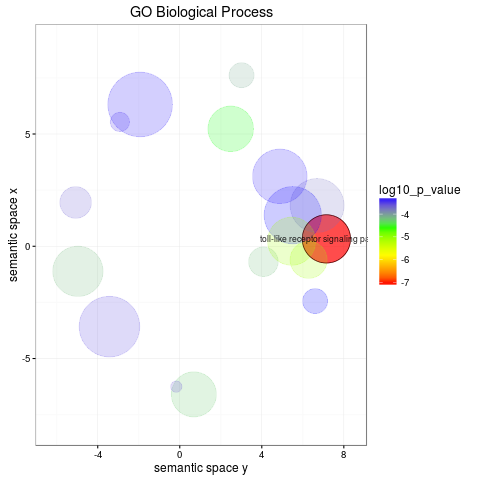 GO Biological Process
log10_p_value
-4
-5
-6
-7
5
0
-5
toll-like receptor signaling pa
-4
0
4
8
semantic space y
semantic space x